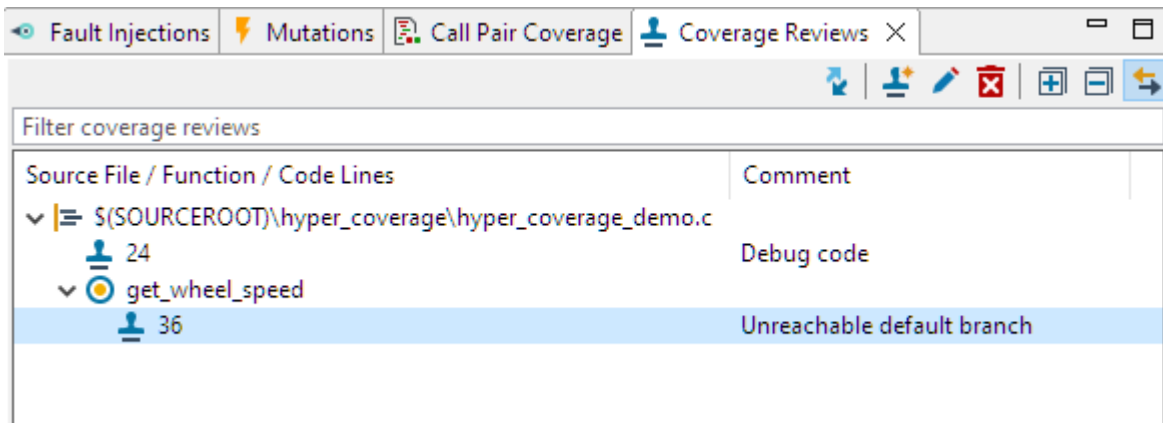 Fault Injections Mutations Call Pair Coverage Coverage Reviews
Filter coverage reviews
Source File / Function / Code Lines Comment
$(SOURCEROOT)\hyper_coverage\hyper_coverage_demo.c
24 Debug code
get_wheel_speed
36 Unreachable default branch